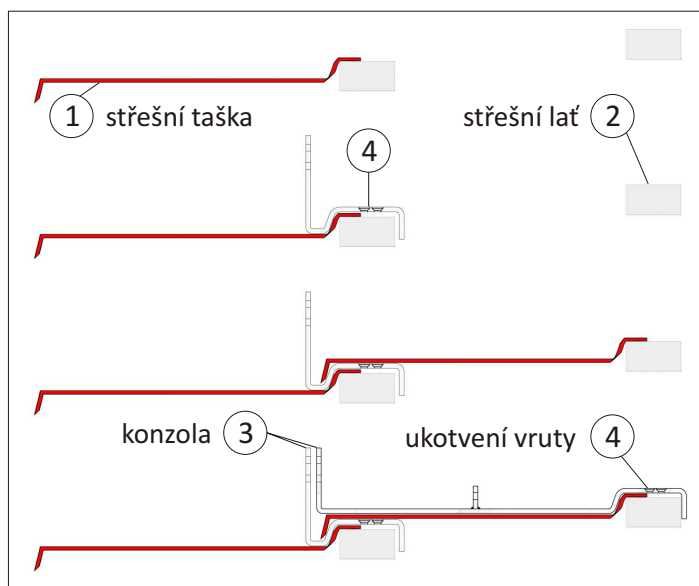 1 střešní taška
střešní lať 2
4
konzola 3
ukotvení vruty 4